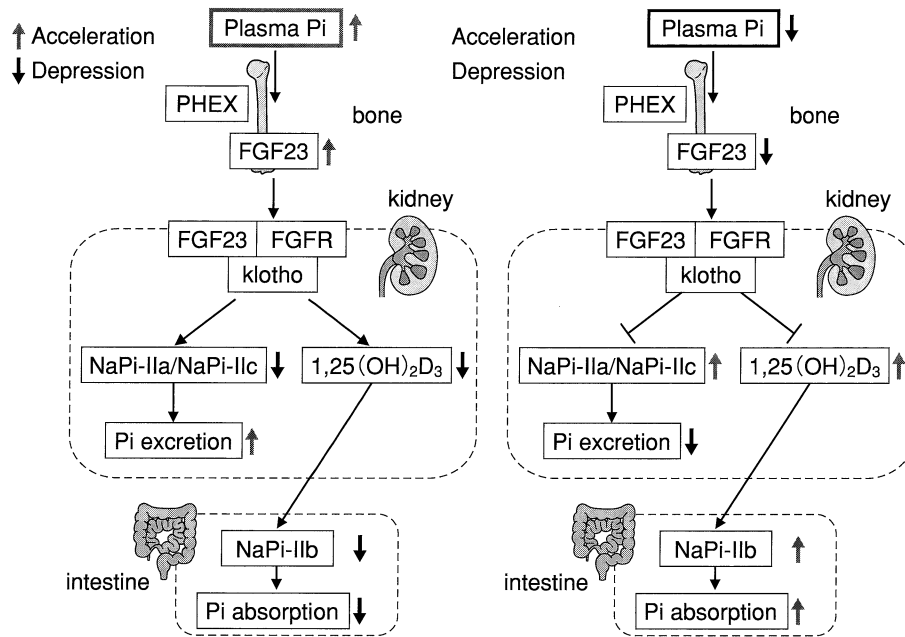 Acceleration
Depression
Plasma Pi
PHEX
bone
FGF23
kidney
FGF23
FGFR
klotho
NaPi-IIa/NaPi-IIc
1,25(OH)₂D₃
Pi excretion
intestine
NaPi-IIb
Pi absorption
Acceleration
Depression
Plasma Pi
PHEX
bone
FGF23
kidney
FGF23
FGFR
klotho
NaPi-IIa/NaPi-IIc
1,25(OH)₂D₃
Pi excretion
intestine
NaPi-IIb
Pi absorption